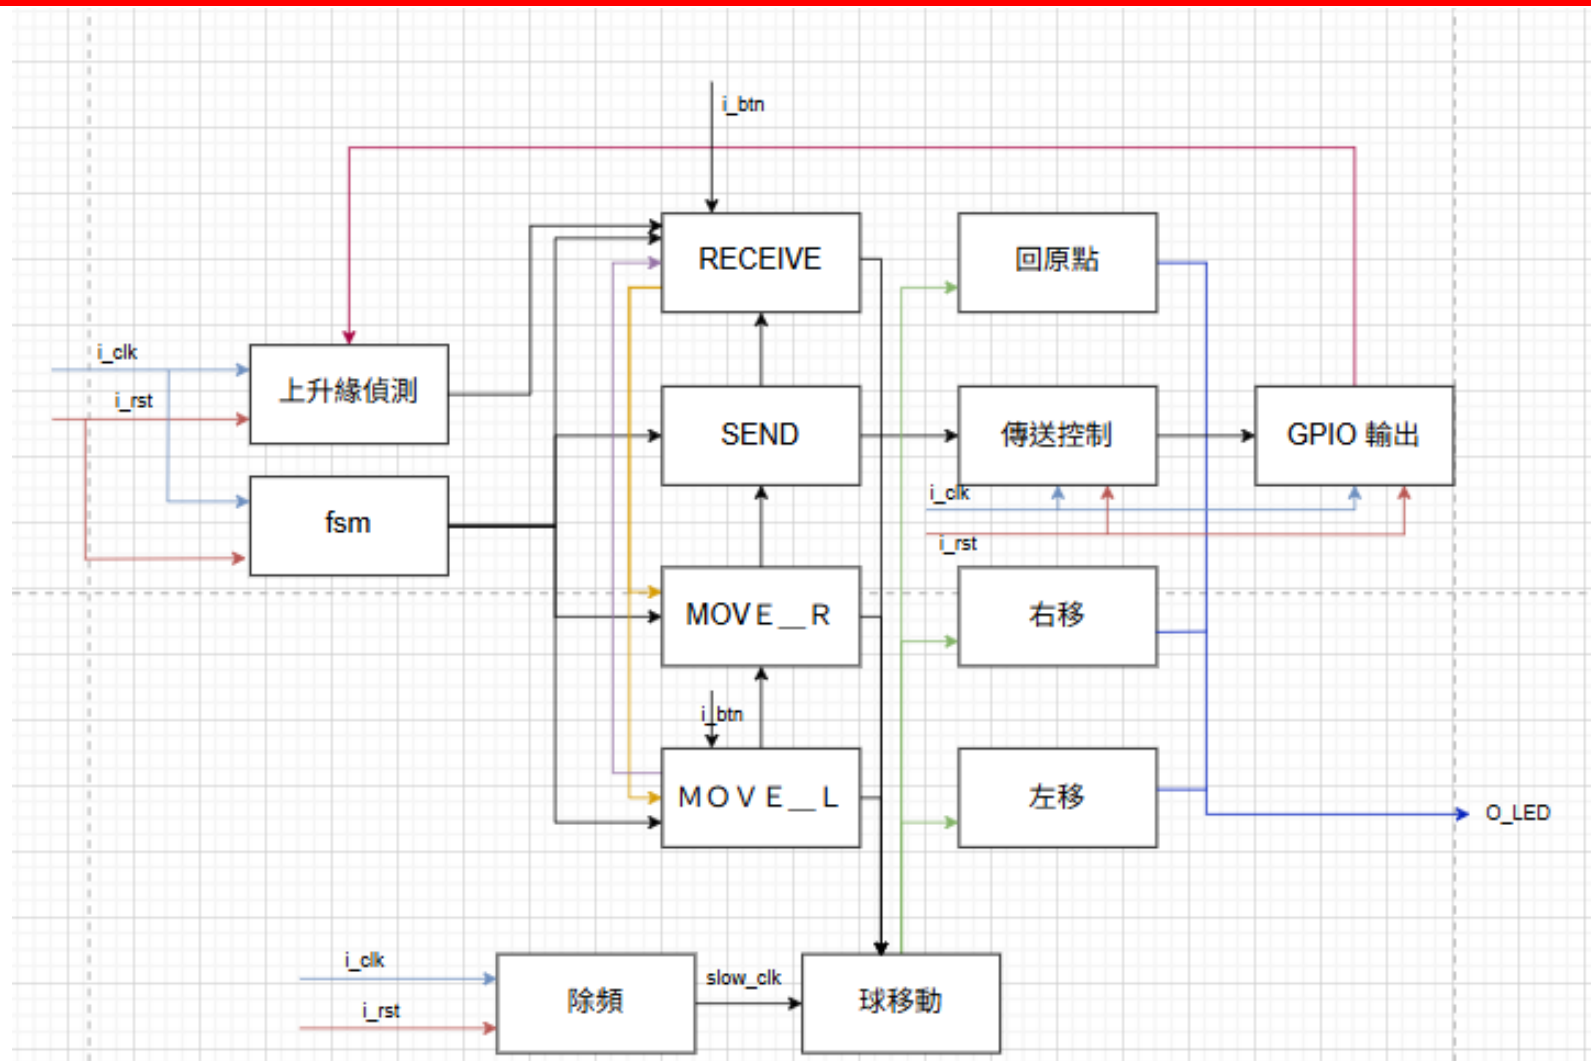 i_btn
RECEIVE
回原點
i_clk
i_rst
上升緣偵測
SEND
傳送控制
GPIO 輸出
i_clk
i_rst
fsm
MOVE__R
右移
i_btn
MOVE__L
左移
O_LED
i_clk
i_rst
除頻
slow_clk
球移動